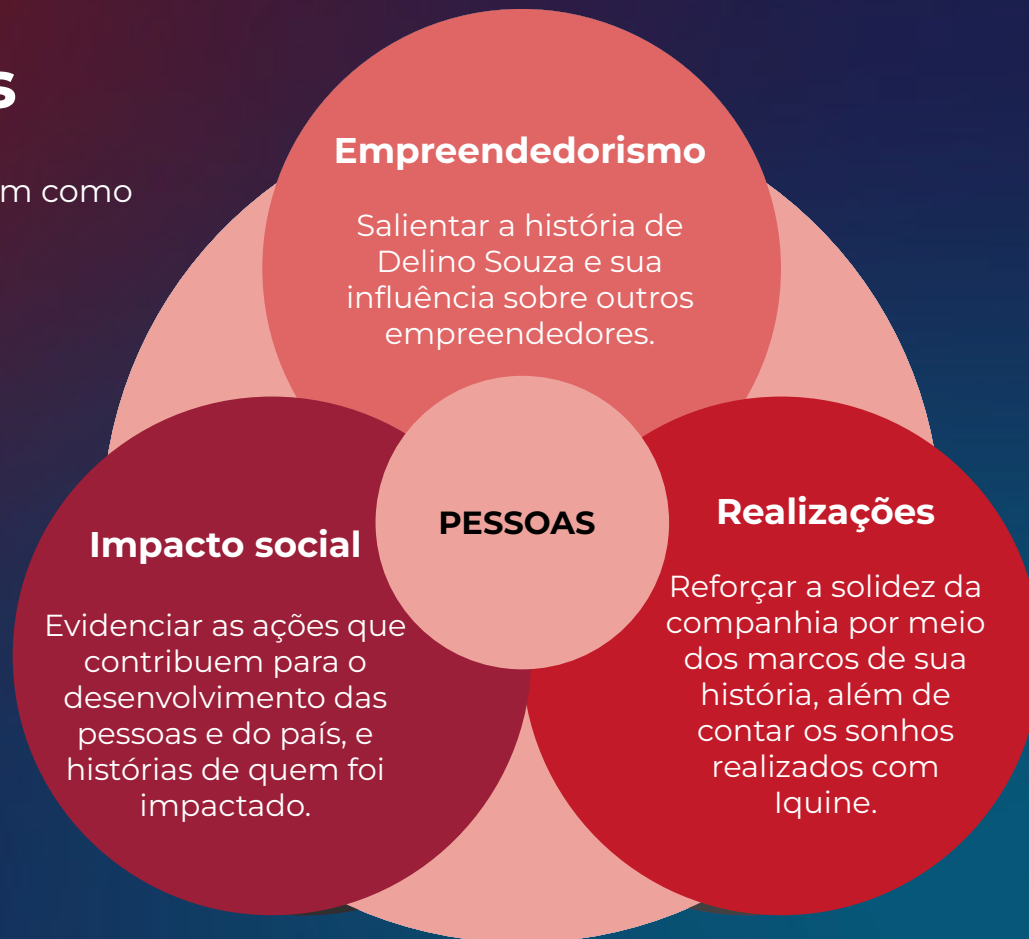 s
m como
Empreendedorismo
Salientar a história de
Delino Souza e sua
influência sobre outros
empreendedores.
PESSOAS
Impacto social
Evidenciar as ações que
contribuem para o
desenvolvimento das
pessoas e do país, e
histórias de quem foi
impactado.
Realizações
Reforçar a solidez da
companhia por meio
dos marcos de sua
história, além de
contar os sonhos
realizados com
Iquine.